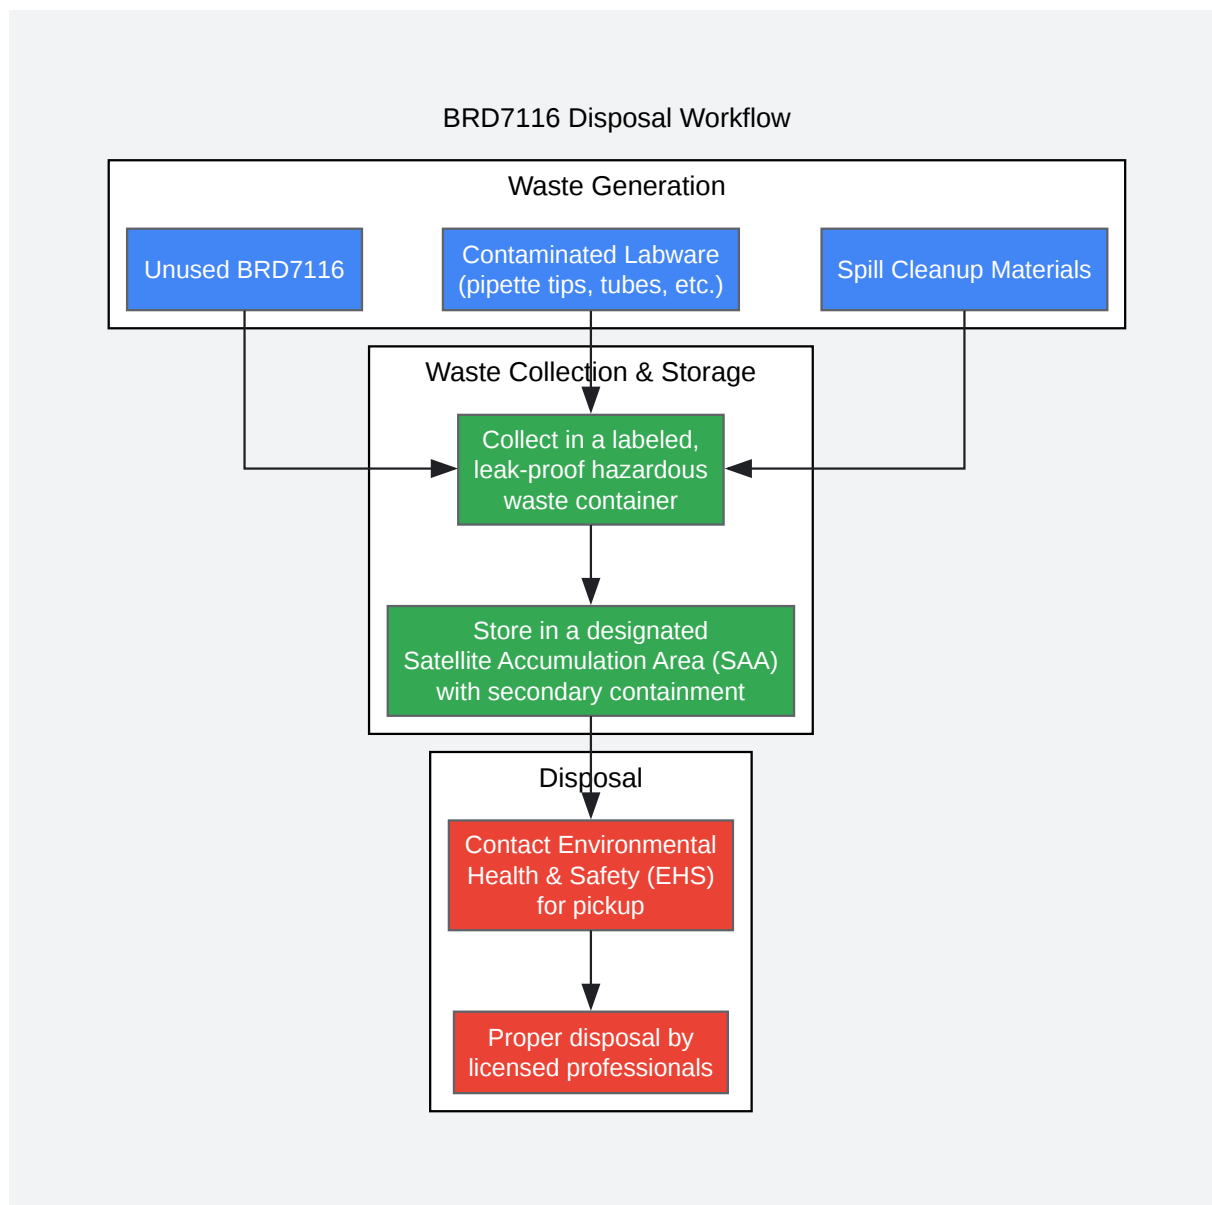 BRD7116 Disposal Workflow
Waste Generation
Unused BRD7116
Contaminated Labware
(pipette tips, tubes, etc.)
Spill Cleanup Materials
Waste Collection & Storage
Collect in a labeled,
leak-proof hazardous
waste container
Store in a designated
Satellite Accumulation Area (SAA)
with secondary containment
Disposal
Contact Environmental
Health & Safety (EHS)
for pickup
Proper disposal by
licensed professionals